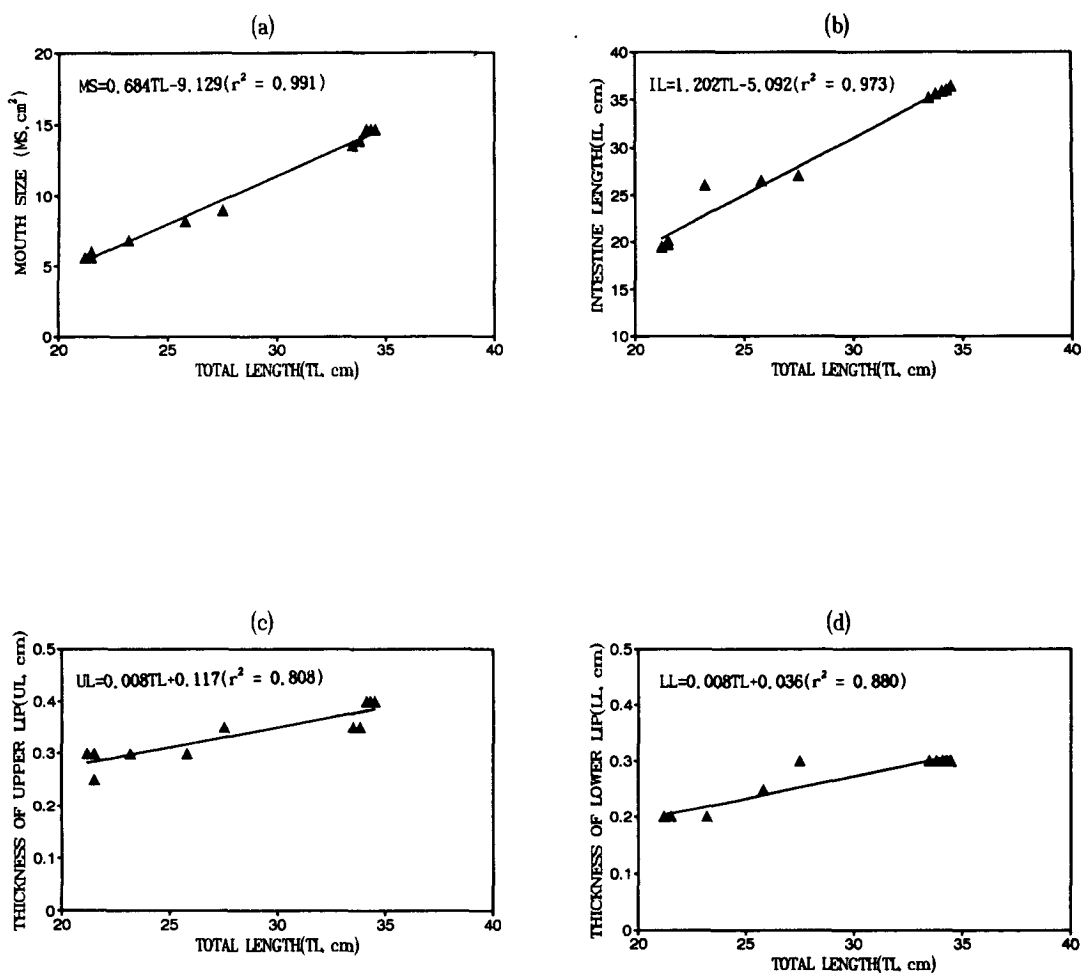 (a)
20
15
10
5
0
MOUTH SIZE (MS, cm²)
MS=0.684TL-9.129(r² = 0.991)
20 25 30 35 40
TOTAL LENGTH(TL, cm)
(b)
40
35
30
25
20
15
10
INTESTINE LENGTH(IL, cm)
IL=1.202TL-5.092(r² = 0.973)
20 25 30 35 40
TOTAL LENGTH(TL, cm)
(c)
0.5
0.4
0.3
0.2
0.1
0
THICKNESS OF UPPER LIP(UL, cm)
UL=0.008TL+0.117(r² = 0.808)
20 25 30 35 40
TOTAL LENGTH(TL, cm)
(d)
0.5
0.4
0.3
0.2
0.1
0
THICKNESS OF LOWER LIP(LL, cm)
LL=0.008TL+0.036(r² = 0.880)
20 25 30 35 40
TOTAL LENGTH(TL, cm)